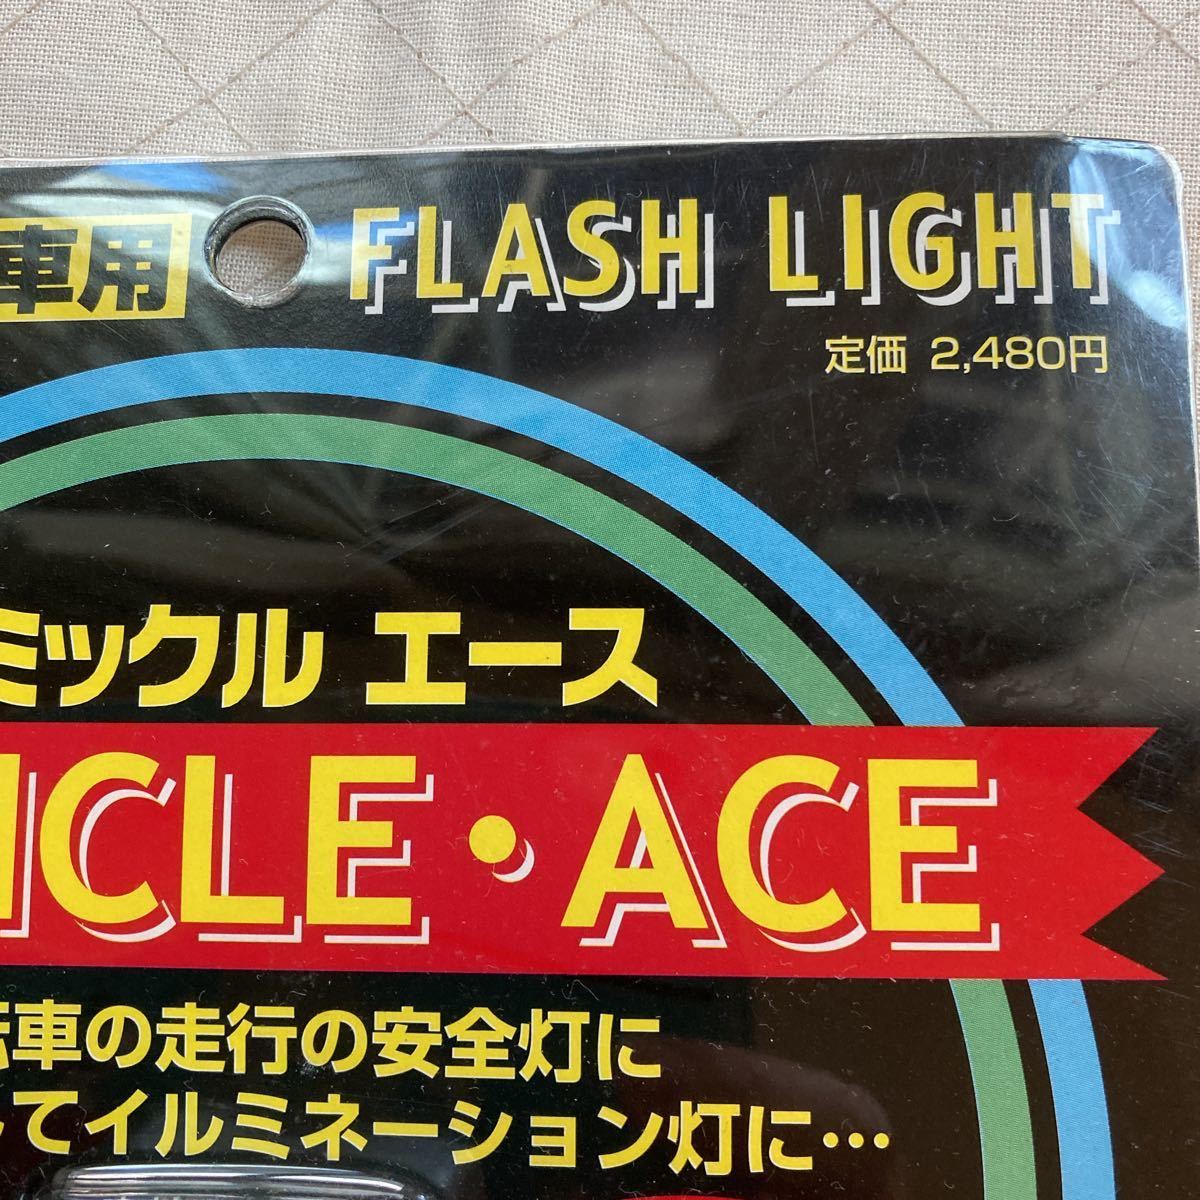 車用
FLASH LIGHT
定価 2,480円
ミックル エース
ICLE・ACE
転車の走行の安全灯に
してイルミネーション灯に…